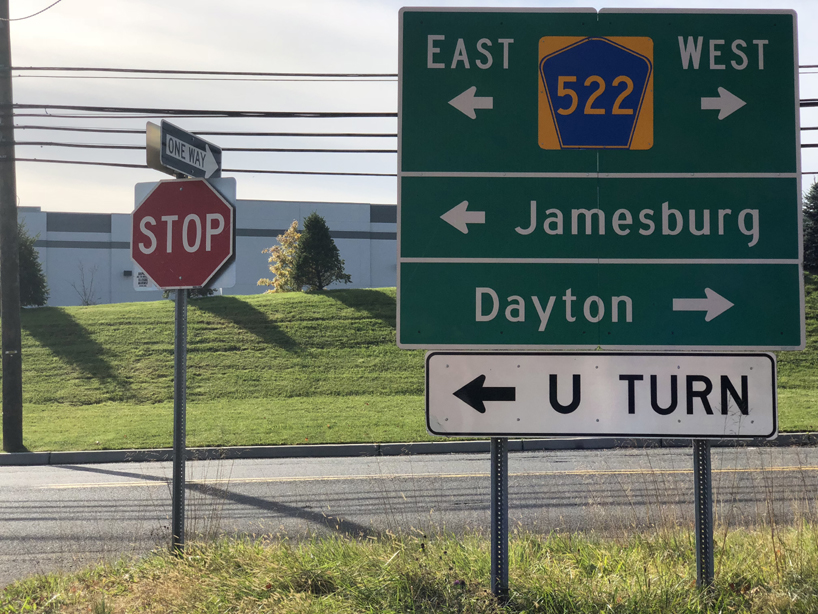 ONE WAY
STOP
EAST 522 WEST
Jamesburg
Dayton
U TURN